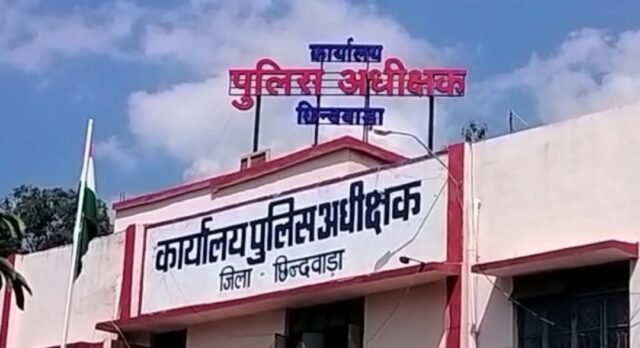 कार्यालय
पुलिस अधीक्षक
छिन्दवाड़ा
कार्यालय पुलिस अधीक्षक
जिला - छिन्दवाड़ा